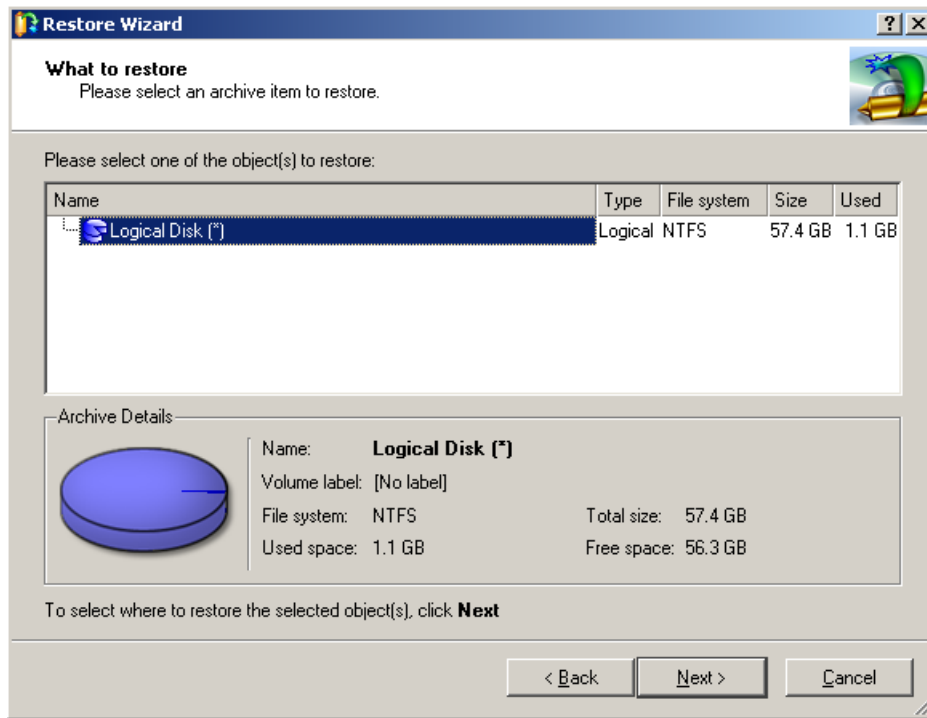 Restore Wizard
What to restore
Please select an archive item to restore.
Please select one of the object(s) to restore:
Name Type File system Size Used
Logical Disk (*) Logical NTFS 57.4 GB 1.1 GB
Archive Details
Name: Logical Disk (*)
Volume label: [No label]
File system: NTFS Total size: 57.4 GB
Used space: 1.1 GB Free space: 56.3 GB
To select where to restore the selected object(s), click Next
< Back Next > Cancel